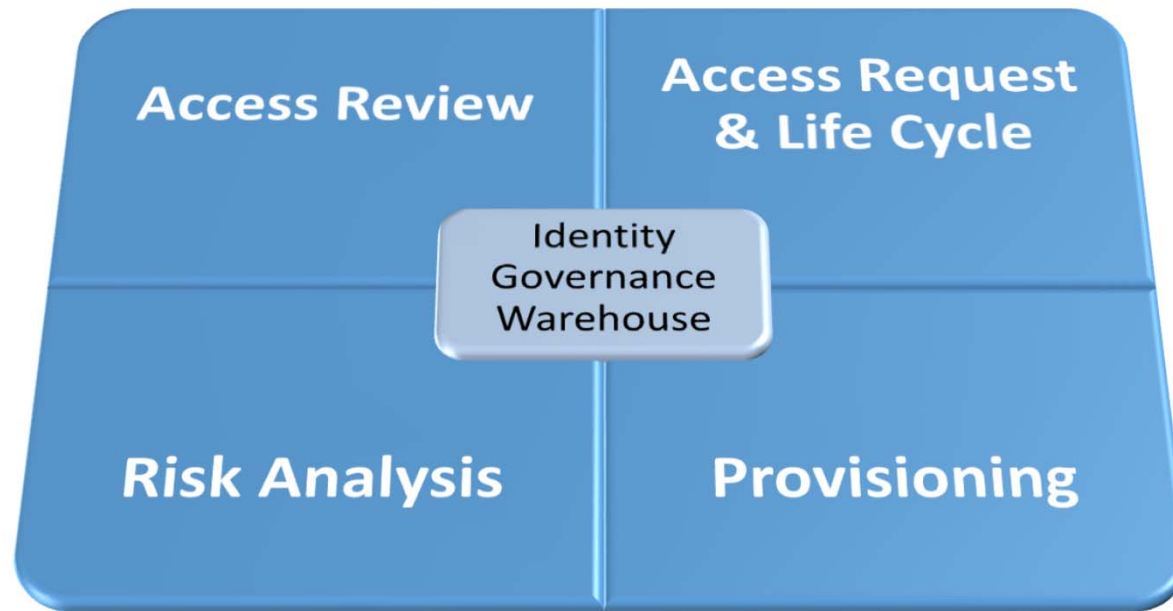 Access Review
Access Request
& Life Cycle
Identity
Governance
Warehouse
Risk Analysis
Provisioning